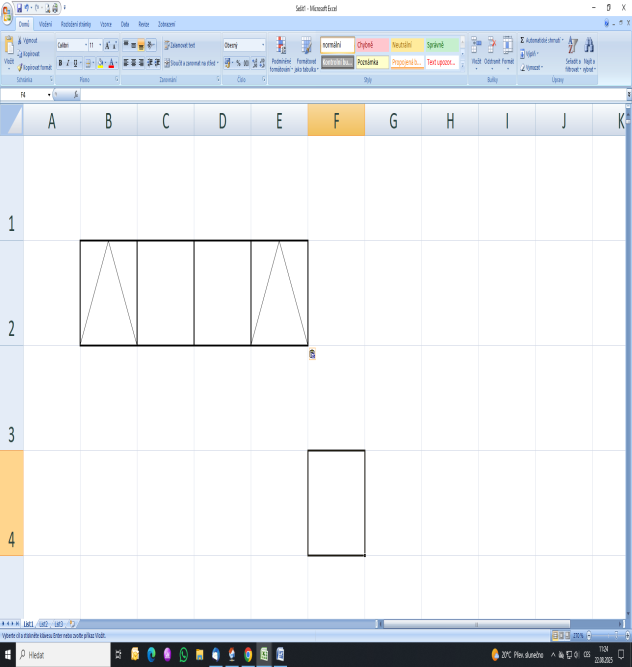 Sešit1 - Microsoft Excel
Domů Vložení Rozložení stránky Vzorce Data Revize Zobrazení
Vložit
Vyjmout
Kopírovat
Kopírovat formát
Schránka
Calibri 11
B I U
Písmo
Zalamovat text
Sloučit a zarovnat na střed
Zarovnání
Obecný
Číslo
Podmíněné formátování
Formátovat jako tabulku
normální Chybně Neutrální Správně
Kontrolní bu... Poznámka Propojená b... Text upozor...
Styly
Vložit Odstranit Formát
Buňky
Automatické shrnutí
Výplň
Vymazat
Seřadit a filtrovat
Najít a vybrat
Úpravy
F4 fx
A B C D E F G H I J K
1
2
3
4
List1 List2 List3
Vyberte cíl a stiskněte klávesu Enter nebo zvolte příkaz Vložit.
270 %
Hledat
20°C Přev. slunečno
CES
11:24
22.08.2025